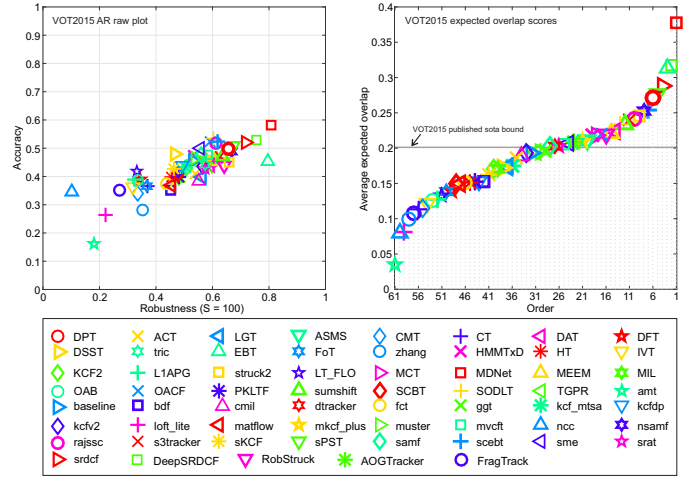 VOT2015 AR raw plot
1
0.9
0.8
0.7
0.6
0.5
0.4
0.3
0.2
0.1
0
Accuracy
0 0.2 0.4 0.6 0.8 1
Robustness (S = 100)
VOT2015 expected overlap scores
0.4
0.35
0.3
0.25
0.2
0.15
0.1
0.05
0
Average expected overlap
VOT2015 published sota bound
61 56 51 46 41 36 31 26 21 16 11 6 1
Order
DPT ACT LGT ASMS CMT CT DAT DFT
DSST tric EBT FoT zhang HMMTxD HT IVT
KCF2 L1APG struck2 LT_FLO MCT MDNet MEEM MIL
OAB OACF PKLTF sumshift SCBT SODLT TGPR amt
baseline bdf cmil dtracker fct ggt kcf_mtsa kcfdp
kcfv2 loft_lite matflow mkcf_plus muster mvcft ncc nsamf
rajssc s3tracker sKCF sPST samf scebt sme srat
srdcf DeepSRDCF RobStruck AOGTracker FragTrack